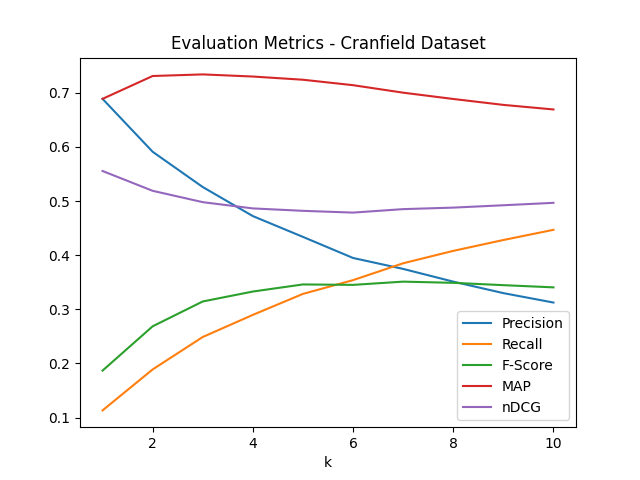 Evaluation Metrics - Cranfield Dataset
0.7
0.6
0.5
0.4
0.3
0.2
0.1
2
4
6
8
10
k
Precision
Recall
F-Score
MAP
nDCG